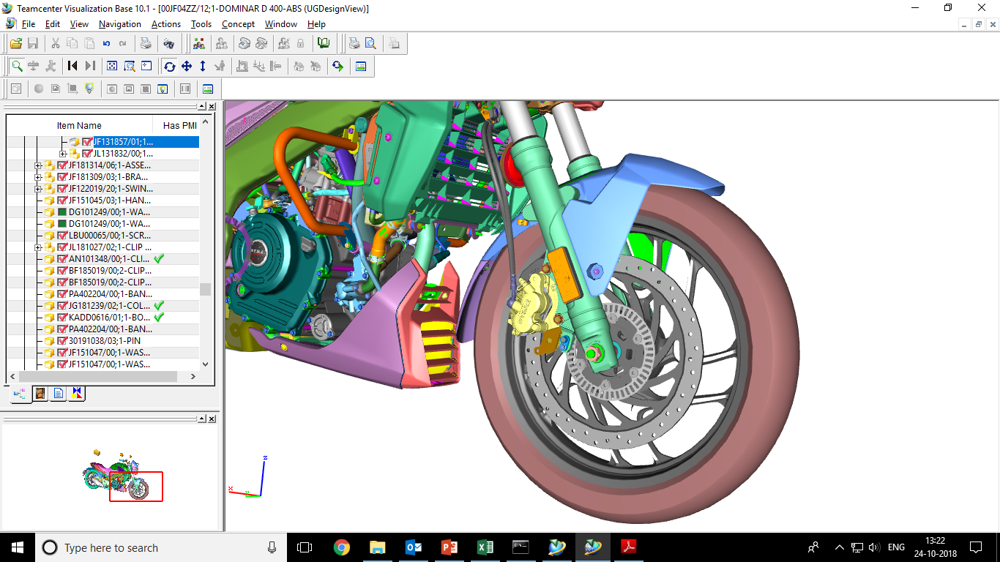 Teamcenter Visualization Base 10.1 - [00JF04ZZ/12;1-DOMINAR D 400-ABS (UGDesignView)]
File Edit View Navigation Actions Tools Concept Window Help
Item Name Has PMI
JF131857/01;1...
JL131832/00;1...
JF181314/06;1-ASSE...
JF181309/03;1-BRA...
JF122019/20;1-SWIN...
JF151045/03;1-HAN...
DG101249/00;1-WA...
DG101249/00;1-WA...
LBU00065/00;1-SCR...
JL181027/02;1-CLIP ...
AN101348/00;1-CLI...
BF185019/00;2-CLIP...
BF185019/00;2-CLIP...
PA402204/00;1-BAN...
JG181239/02;1-COL...
KADD0616/01;1-BO...
PA402204/00;1-BAN...
30191038/03;1-PIN
JF151047/00;1-WAS...
JF151047/00;1-WAS...
z
x
Type here to search
ENG
13:22
24-10-2018